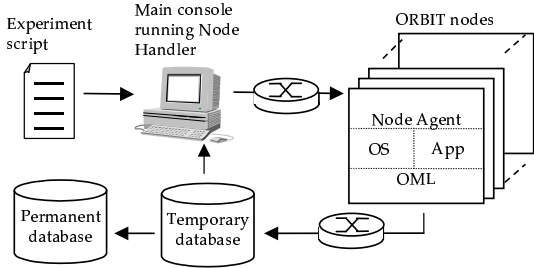 Experiment
script
Main console
running Node
Handler
ORBIT nodes
Node Agent
OS
App
OML
Permanent
database
Temporary
database